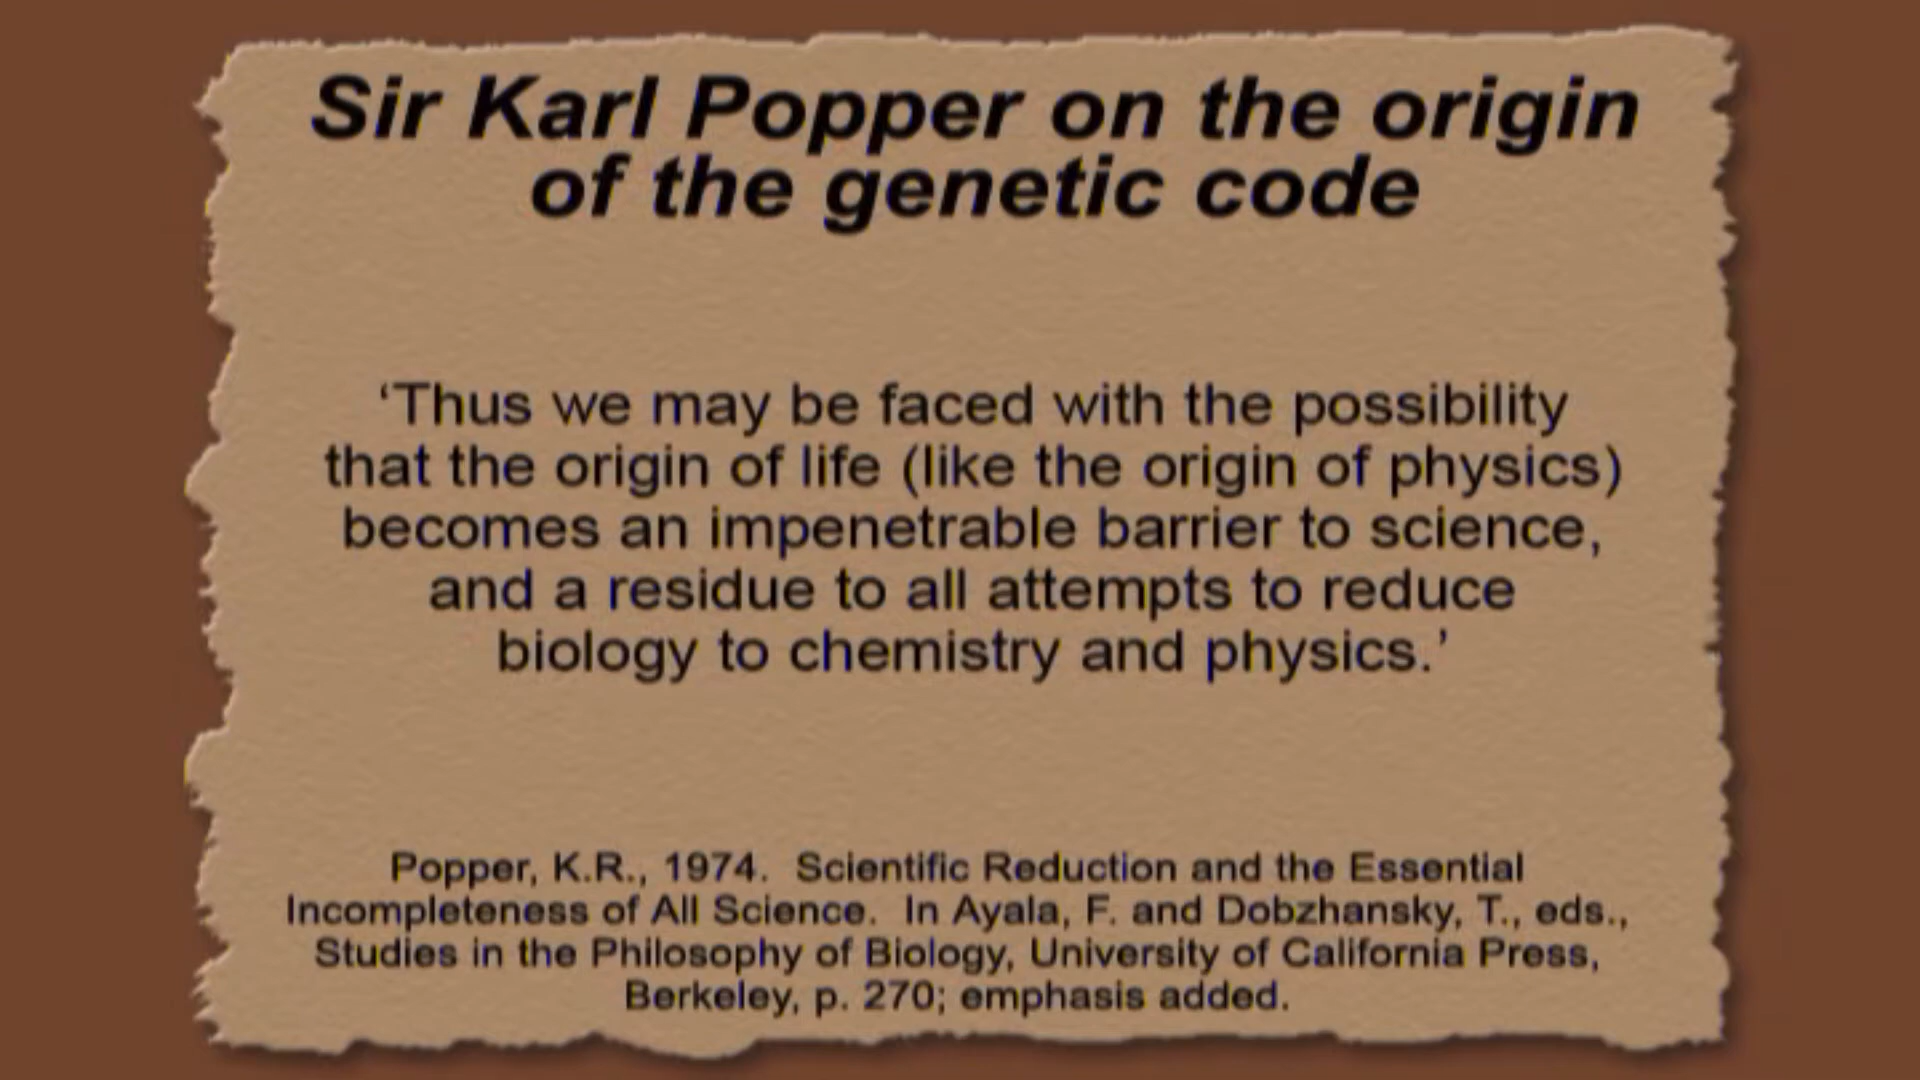 Sir Karl Popper on the origin
of the genetic code
‘Thus we may be faced with the possibility
that the origin of life (like the origin of physics)
becomes an impenetrable barrier to science,
and a residue to all attempts to reduce
biology to chemistry and physics.’
Popper, K.R., 1974.  Scientific Reduction and the Essential
Incompleteness of All Science.  In Ayala, F. and Dobzhansky, T., eds.,
Studies in the Philosophy of Biology, University of California Press,
Berkeley, p. 270; emphasis added.